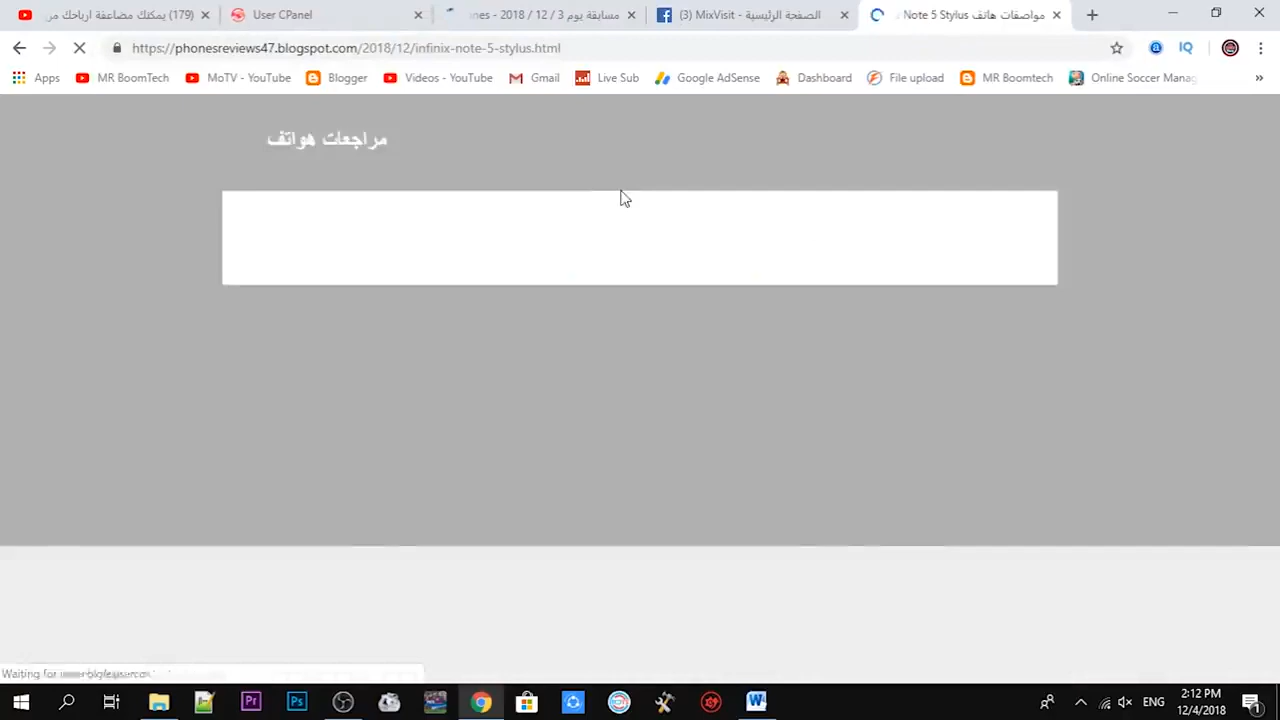 (179) يمكنك مضاعفة ارباحك مر
User CPanel
nes - 2018 / 12 / 3 مسابقة يوم
(3) MixVisit - الصفحة الرئيسية
مواصفات هاتف Note 5 Stylus
https://phonesreviews47.blogspot.com/2018/12/infinix-note-5-stylus.html
Apps
MR BoomTech
MoTV - YouTube
Blogger
Videos - YouTube
Gmail
Live Sub
Google AdSense
Dashboard
File upload
MR Boomtech
Online Soccer Manag
مراجعات هواتف
Waiting for
ENG
2:12 PM
12/4/2018